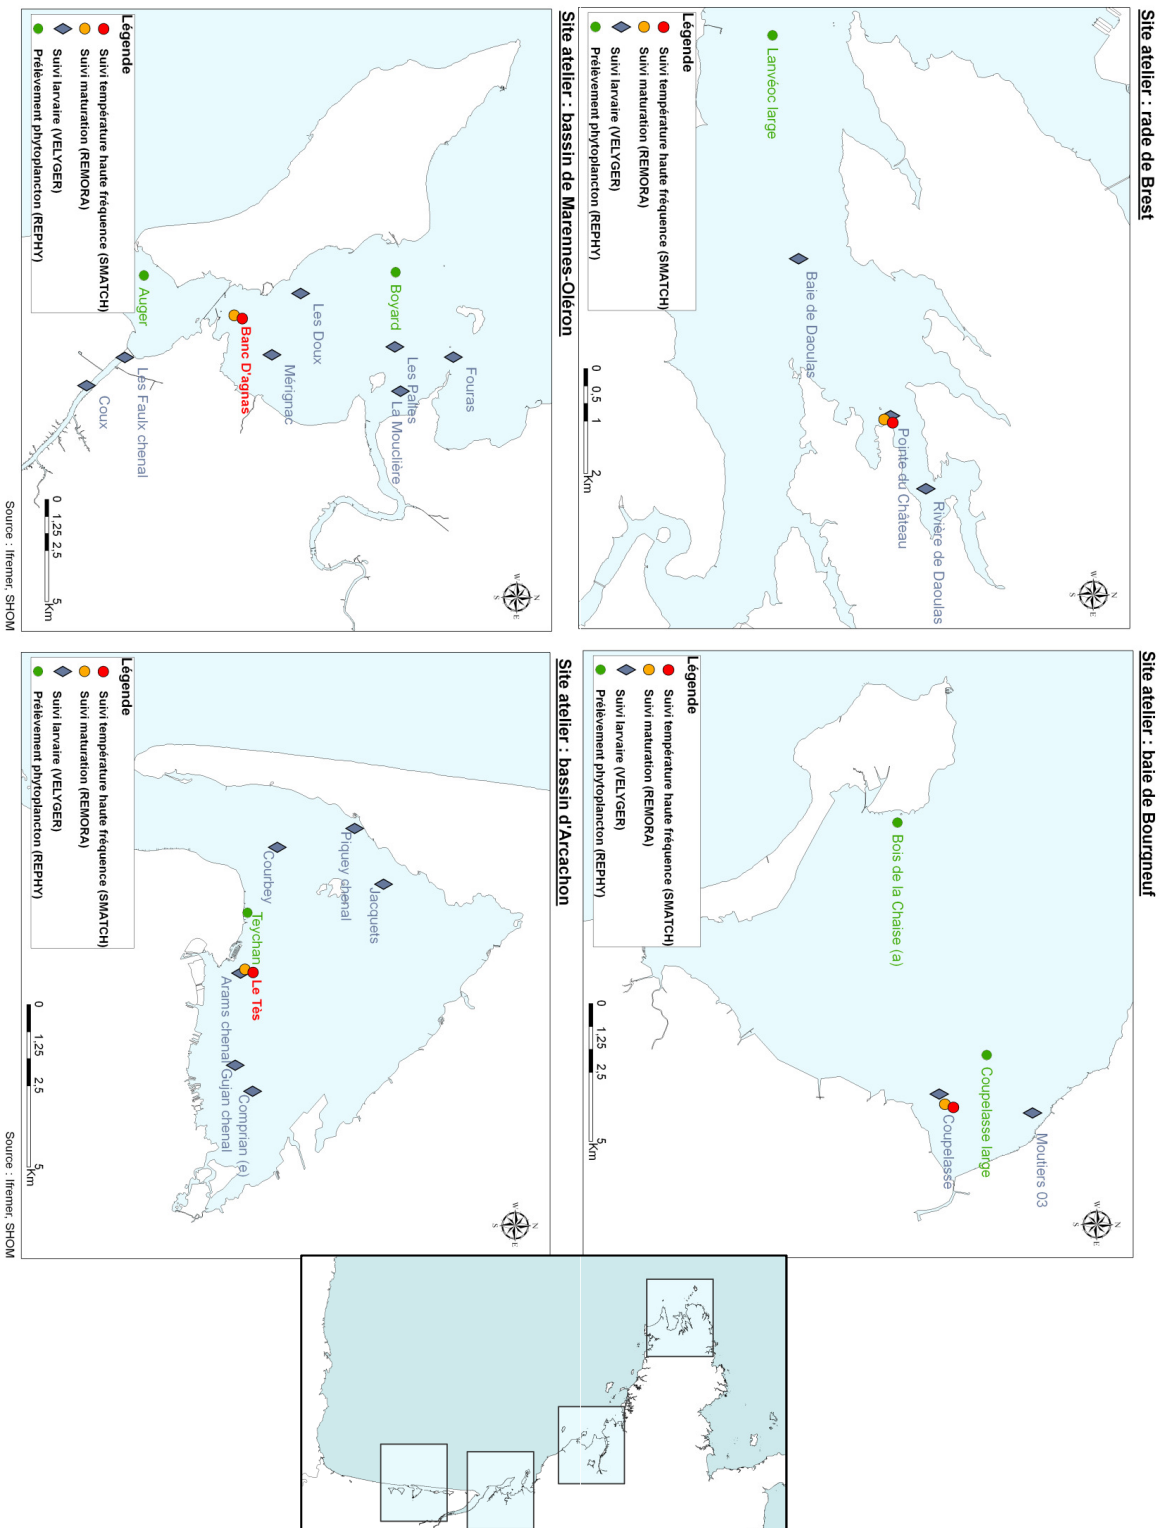 Site atelier : rade de Brest
Lanvéoc large
Baie de Daoulas
Pointe du Château
Rivière de Daoulas
Légende
Suivi température haute fréquence (SMATCH)
Suivi maturation (REMORA)
Suivi larvaire (VELYGER)
Prélèvement phytoplancton (REPHY)
0 0,5 1 2
Km
N
W E
S
Site atelier : baie de Bourgneuf
Bois de la Chaise (a)
Coupelasse large
Moutiers 03
Coupelasse
Légende
Suivi température haute fréquence (SMATCH)
Suivi maturation (REMORA)
Suivi larvaire (VELYGER)
Prélèvement phytoplancton (REPHY)
0 1,25 2,5 5
Km
N
W E
S
Site atelier : bassin de Marennes-Oléron
Fouras
Boyard
Les Palles
La Mouclière
Les Doux
Mérignac
Banc D'agnas
Auger
Les Faulx chenal
Coux
Légende
Suivi température haute fréquence (SMATCH)
Suivi maturation (REMORA)
Suivi larvaire (VELYGER)
Prélèvement phytoplancton (REPHY)
0 1,25 2,5 5
Km
N
W E
S
Source : Ifremer, SHOM
Site atelier : bassin d'Arcachon
Jacquets
Piquey chenal
Courbey
Teychan
Le Tès
Comprian (e)
Arams chenal
Gujan chenal
Légende
Suivi température haute fréquence (SMATCH)
Suivi maturation (REMORA)
Suivi larvaire (VELYGER)
Prélèvement phytoplancton (REPHY)
0 1,25 2,5 5
Km
N
W E
S
Source : Ifremer, SHOM